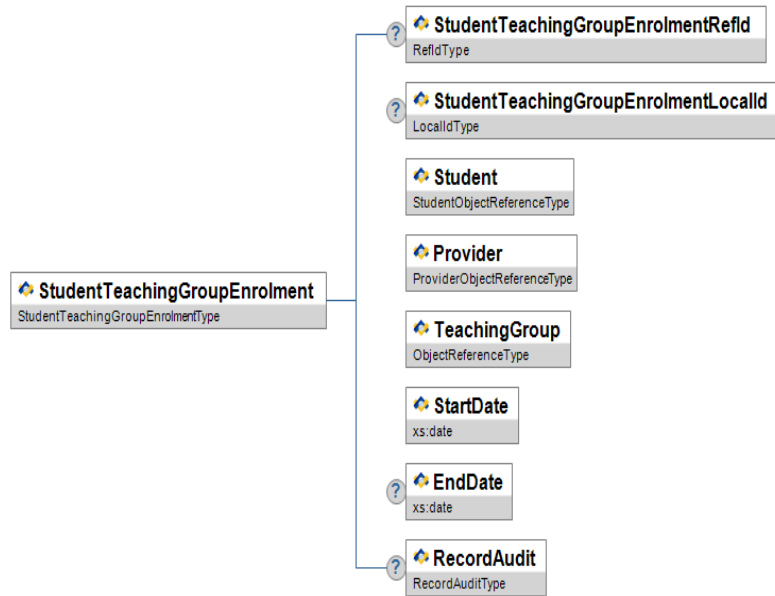 ? StudentTeachingGroupEnrolmentRefId
RefIdType
? StudentTeachingGroupEnrolmentLocalId
LocalIdType
Student
StudentObjectReferenceType
Provider
ProviderObjectReferenceType
StudentTeachingGroupEnrolment
StudentTeachingGroupEnrolmentType
TeachingGroup
ObjectReferenceType
StartDate
xs:date
? EndDate
xs:date
? RecordAudit
RecordAuditType